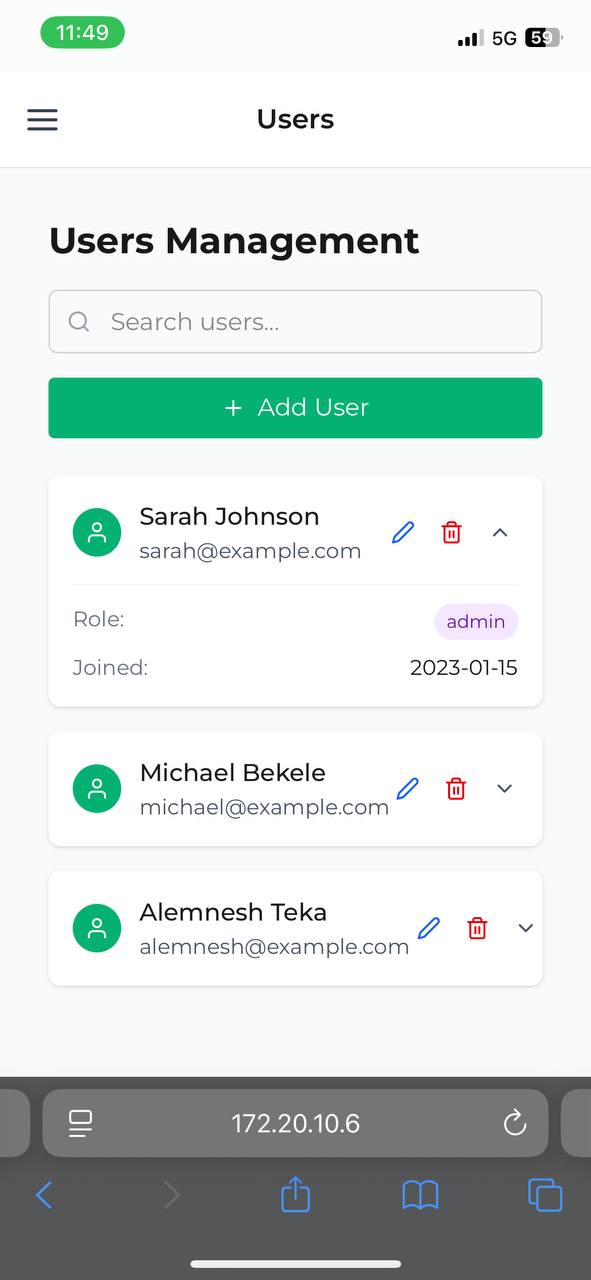 11:49
5G 59
Users
Users Management
Search users...
+ Add User
Sarah Johnson
sarah@example.com
Role: admin
Joined: 2023-01-15
Michael Bekele
michael@example.com
Alemnesh Teka
alemnesh@example.com
172.20.10.6